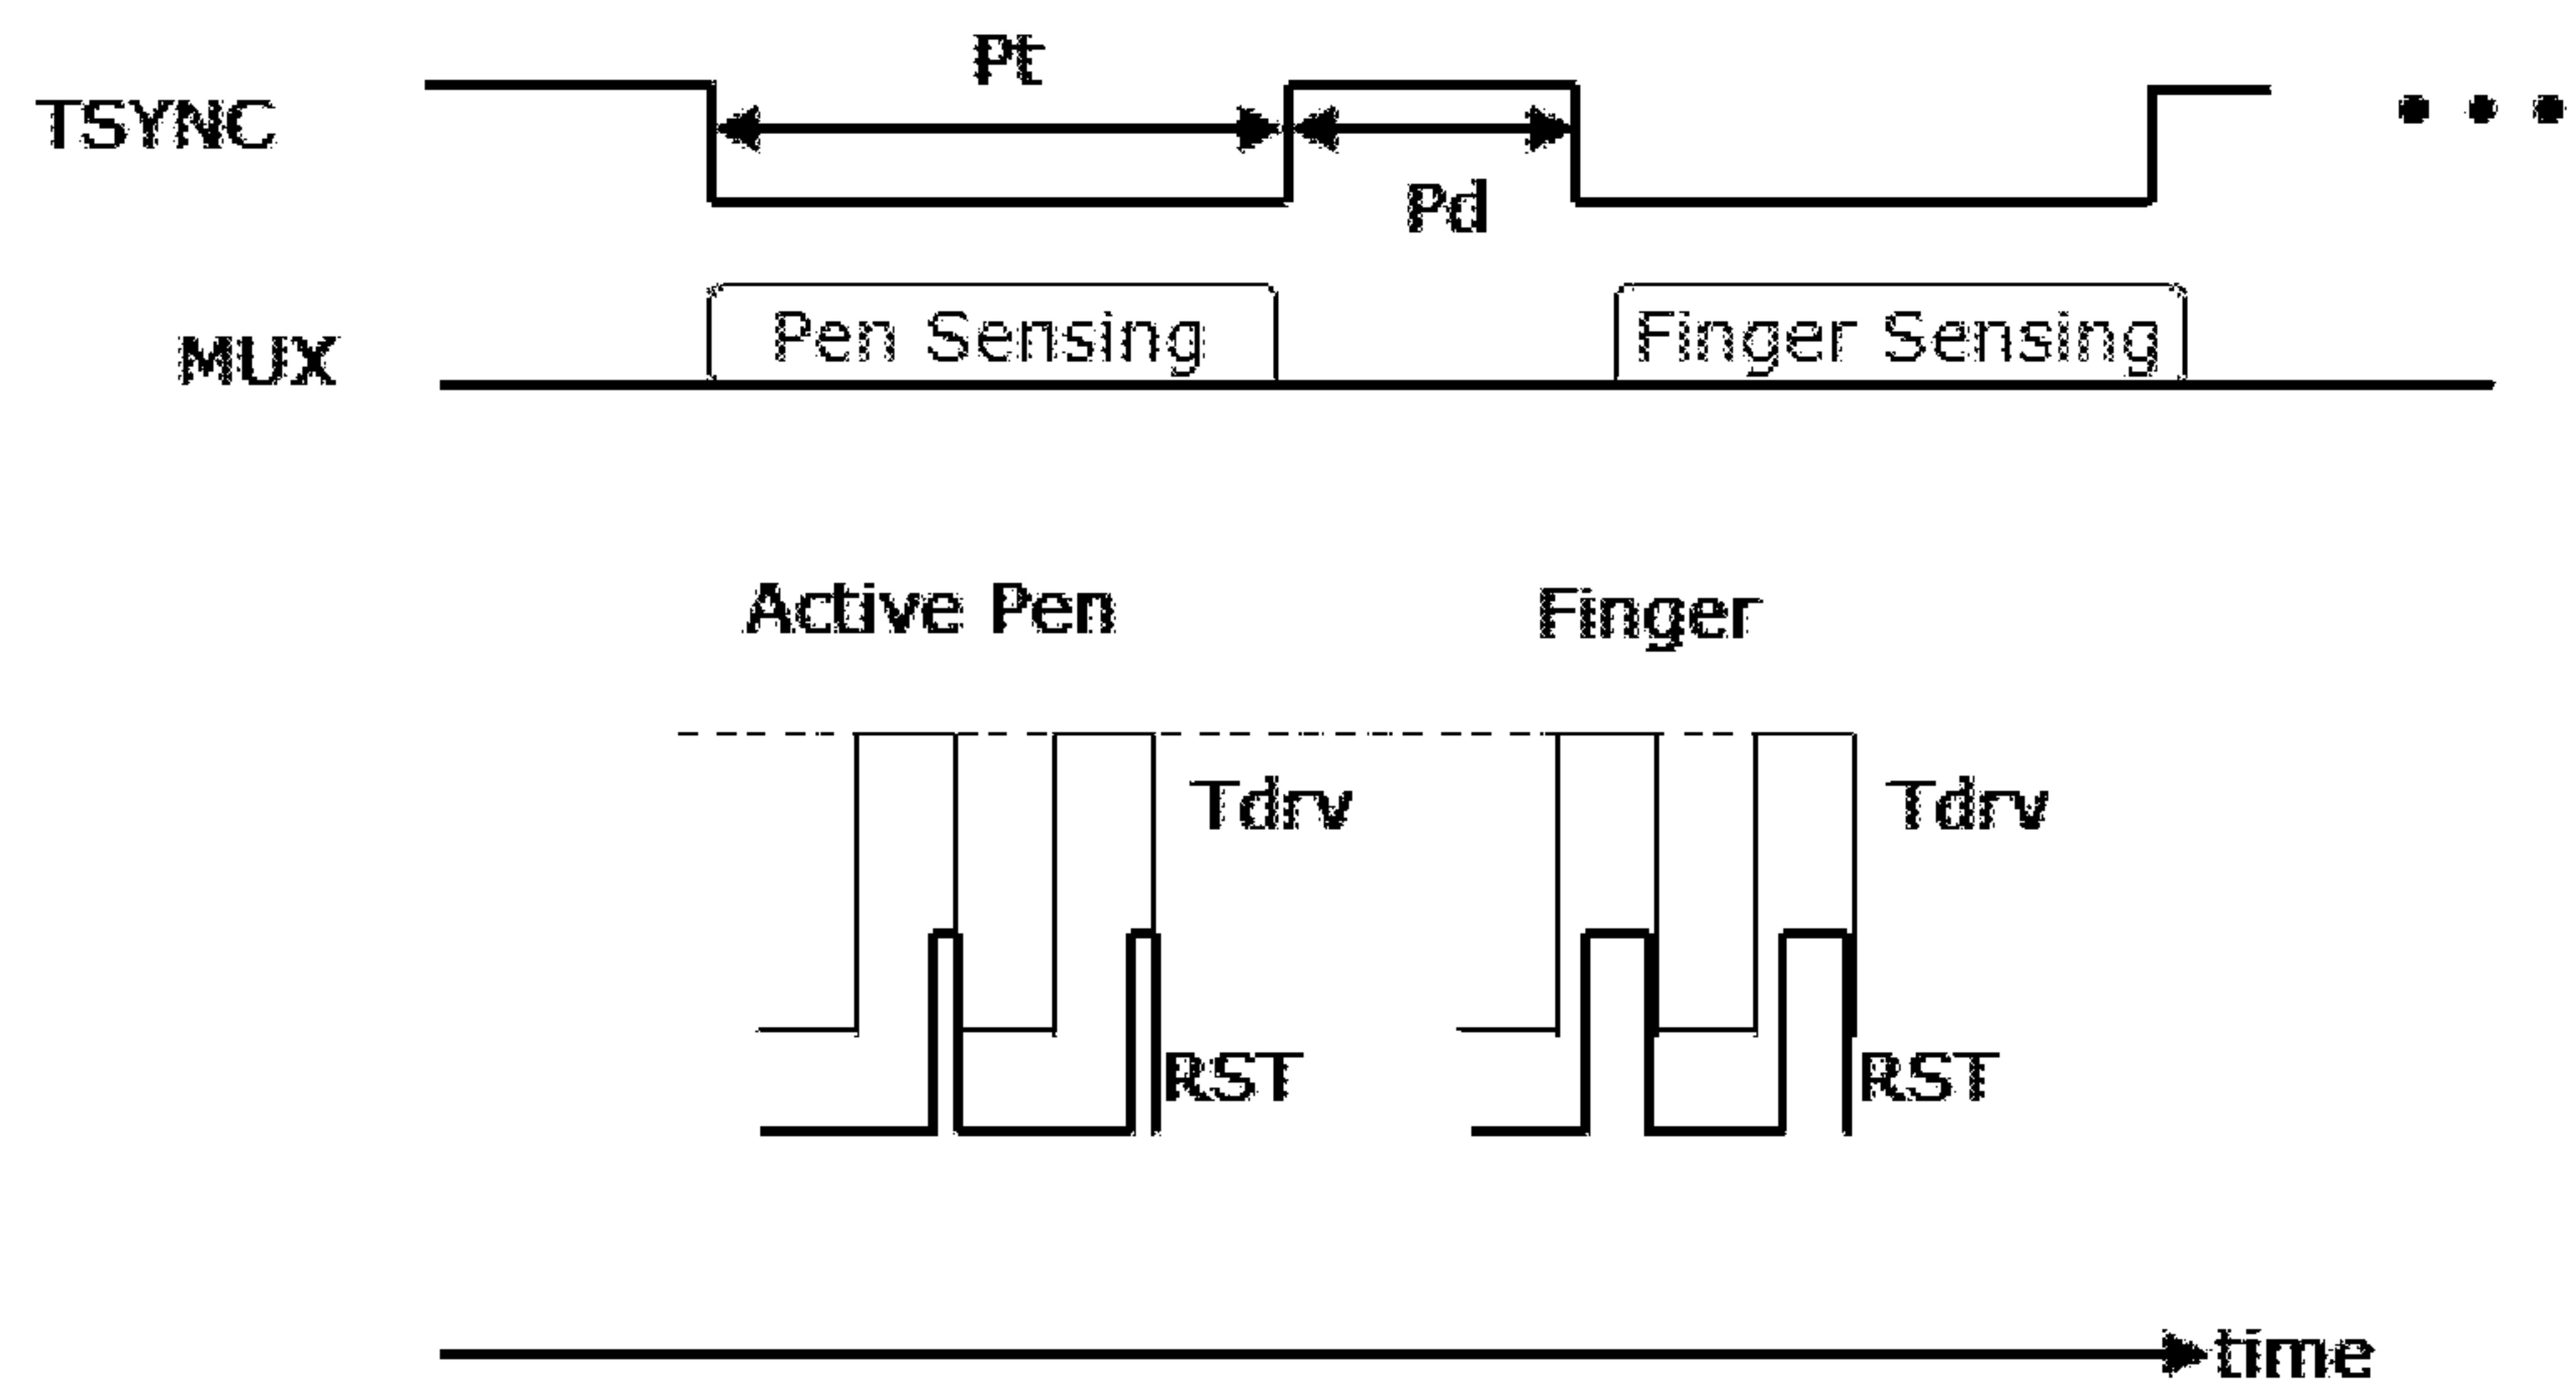 Pt
TSYNC
Pd
Pen Sensing
Finger Sensing
MUX
Active Pen
Finger
Tdrv
Tdrv
RST
RST
time